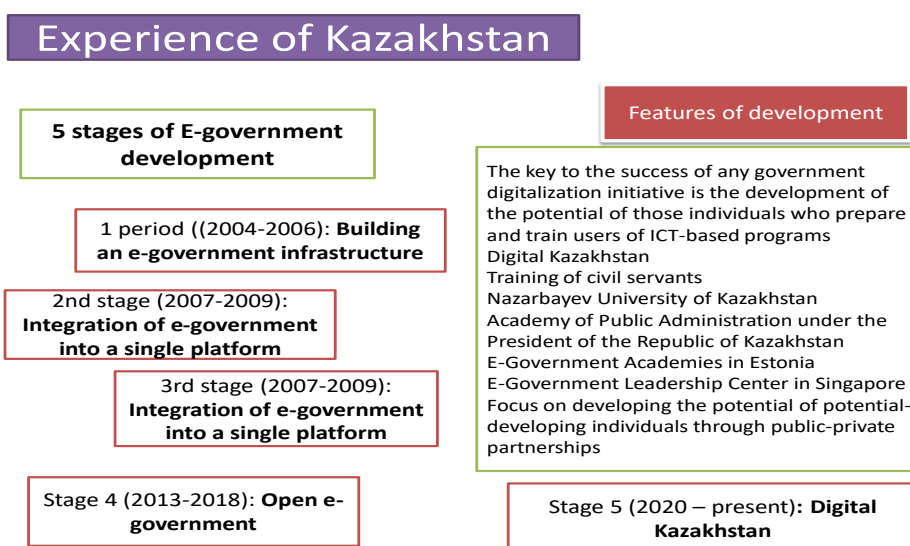 Experience of Kazakhstan
5 stages of E-government
development
1 period ((2004-2006): Building
an e-government infrastructure
2nd stage (2007-2009):
Integration of e-government
into a single platform
3rd stage (2007-2009):
Integration of e-government
into a single platform
Stage 4 (2013-2018): Open e-
government
Features of development
The key to the success of any government
digitalization initiative is the development of
the potential of those individuals who prepare
and train users of ICT-based programs
Digital Kazakhstan
Training of civil servants
Nazarbayev University of Kazakhstan
Academy of Public Administration under the
President of the Republic of Kazakhstan
E-Government Academies in Estonia
E-Government Leadership Center in Singapore
Focus on developing the potential of potential-
developing individuals through public-private
partnerships
Stage 5 (2020 – present): Digital
Kazakhstan